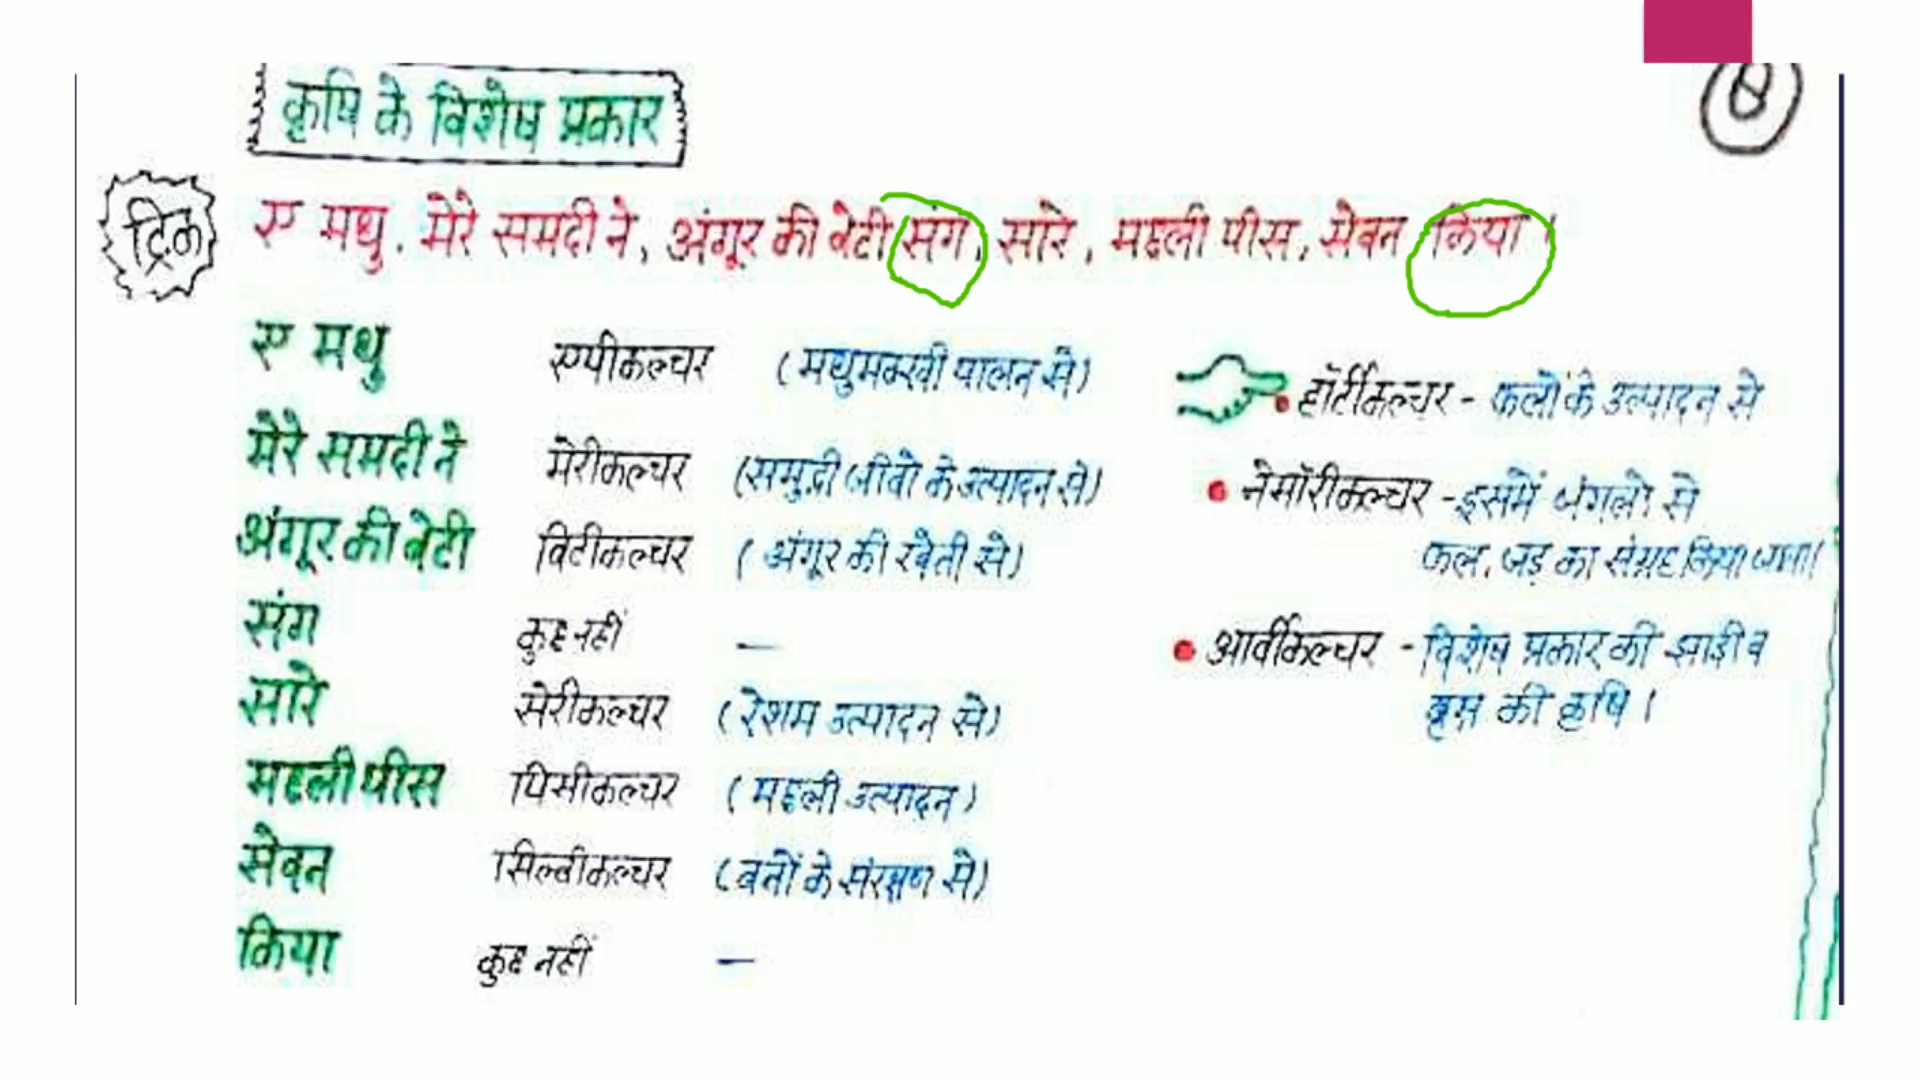 कृषि के विशेष प्रकार
ट्रिक
ए मधु, मेरे समदी ने, अंगूर की बेटी संग, सारे, मछली पीस, सेवन किया।
ए मधु एपीकल्चर (मधुमक्खी पालन से)
मेरे समदी ने मेरीकल्चर (समुद्री जीवो के उत्पादन से)
अंगूर की बेटी विटीकल्चर (अंगूर की खेती से)
संग कुछ नहीं —
सारे सेरीकल्चर (रेशम उत्पादन से)
मछली पीस पिसीकल्चर (मछली उत्पादन)
सेवन सिल्वीकल्चर (वनों के संरक्षण से)
किया कुछ नहीं —
हॉर्टीकल्चर - फलों के उत्पादन से
• नेमोरीकल्चर - इसमें जंगलो से
फल, जड़ का संग्रह किया जाता।
• आर्वीकल्चर - विशेष प्रकार की झाड़ी व
वृक्ष की कृषि।